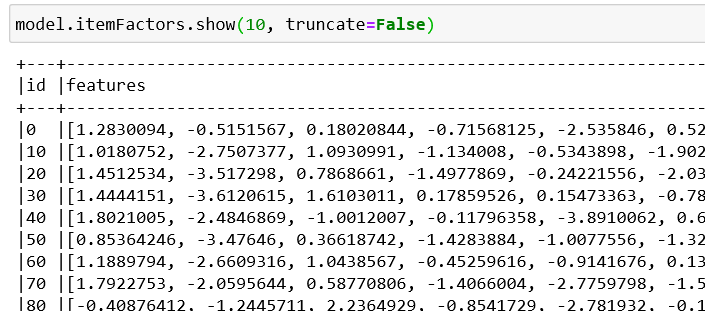 model.itemFactors.show(10, truncate=False)
+---+------------------------------------------------------------------
|id |features
+---+------------------------------------------------------------------
|0  |[1.2830094, -0.5151567, 0.18020844, -0.71568125, -2.535846, 0.52
|10 |[1.0180752, -2.7507377, 1.0930991, -1.134008, -0.5343898, -1.902
|20 |[1.4512534, -3.517298, 0.7868661, -1.4977869, -0.24221556, -2.03
|30 |[1.4444151, -3.6120615, 1.6103011, 0.17859526, 0.15473363, -0.78
|40 |[1.8021005, -2.4846869, -1.0012007, -0.11796358, -3.8910062, 0.6
|50 |[0.85364246, -3.47646, 0.36618742, -1.4283884, -1.0077556, -1.32
|60 |[1.1889794, -2.6609316, 1.0438567, -0.45259616, -0.9141676, 0.13
|70 |[1.7922753, -2.0595644, 0.58770806, -1.4066004, -2.7759798, -1.5
|80 |[-0.40876412, -1.2445711, 2.2364929, -0.8541729, -2.781932, -0.1